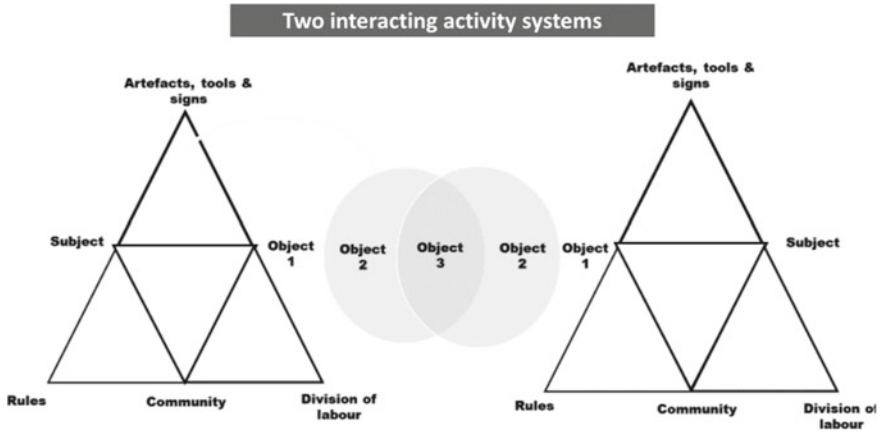 Two interacting activity systems
Artefacts, tools &
signs
Subject
Object
1
Rules
Community
Division of
labour
Object
2
Object
3
Object
2
Artefacts, tools &
signs
Object
1
Subject
Rules
Community
Division of
labour